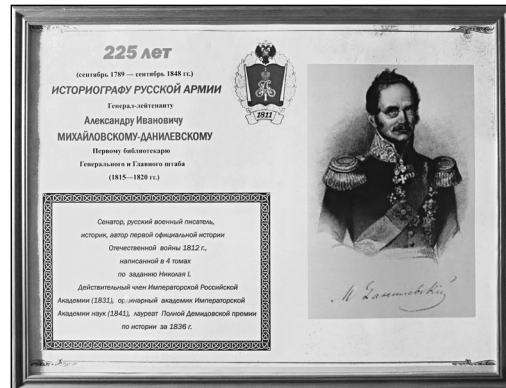 225 лет
(сентябрь 1789 — сентябрь 1848 гг.)
ИСТОРИОГРАФУ РУССКОЙ АРМИИ
Генерал-лейтенанту
Александру Ивановичу
МИХАЙЛОВСКОМУ-ДАНИЛЕВСКОМУ
Первому библиотекарю
Генерального и Главного штаба
(1815—1820 гг.)
1811
Сенатор, русский военный писатель,
историк, автор первой официальной истории
Отечественной войны 1812 г.,
написанной в 4 томах
по заданию Николая I.
Действительный член Императорской Российской
Академии (1831), ординарный академик Императорской
Академии наук (1841), лауреат Полной Демидовской премии
по истории за 1836 г.
М Данилевский